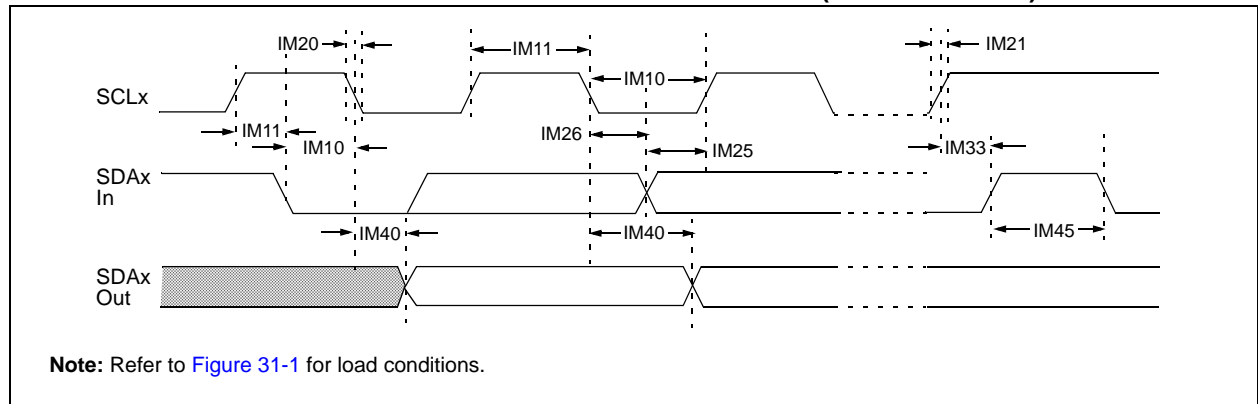 IM20
IM11
IM21
IM10
SCLx
IM11
IM26
IM10
IM25
IM33
SDAx
In
IM40
IM40
IM45
SDAx
Out
Note: Refer to Figure 31-1 for load conditions.